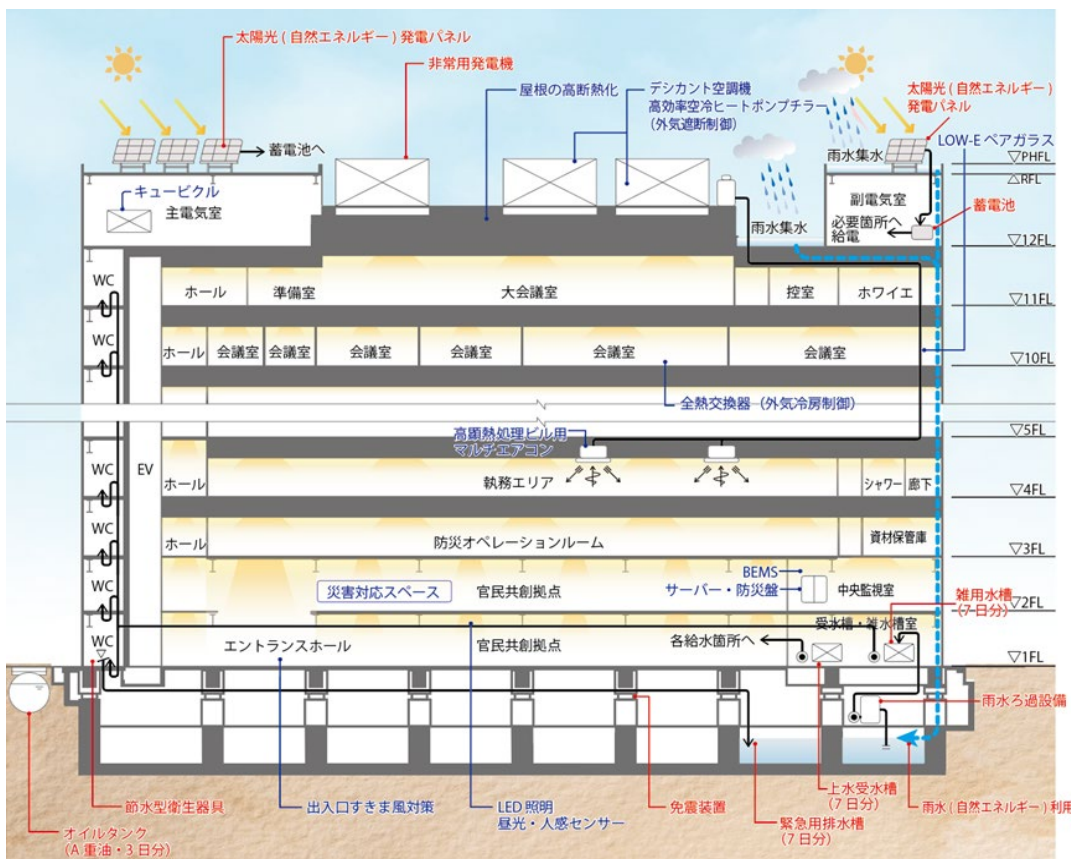 太陽光(自然エネルギー)発電パネル
非常用発電機
屋根の高断熱化
デシカント空調機
高効率空冷ヒートポンプチラー
(外気遮断制御)
太陽光(自然エネルギー)
発電パネル
LOW-Eペアガラス
蓄電池へ
雨水集水
▽PHFL
△RFL
キュービクル
主電気室
副電気室
蓄電池
必要箇所へ
給電
雨水集水
▽12FL
WC
ホール
準備室
大会議室
控室
ホワイエ
▽11FL
WC
ホール
会議室
会議室
会議室
会議室
会議室
会議室
▽10FL
全熱交換器(外気冷房制御)
高顕熱処理ビル用
マルチエアコン
▽5FL
WC
EV
ホール
執務エリア
シャワー
廊下
▽4FL
WC
ホール
防災オペレーションルーム
資材保管庫
▽3FL
WC
災害対応スペース
官民共創拠点
BEMS
サーバー・防災盤
中央監視室
雑用水槽
(7日分)
▽2FL
受水槽・雑水槽室
WC
エントランスホール
官民共創拠点
各給水箇所へ
▽1FL
雨水ろ過設備
節水型衛生器具
出入口すきま風対策
LED照明
昼光・人感センサー
免震装置
上水受水槽
(7日分)
雨水(自然エネルギー)利用
緊急用排水槽
(7日分)
オイルタンク
(A重油・3日分)